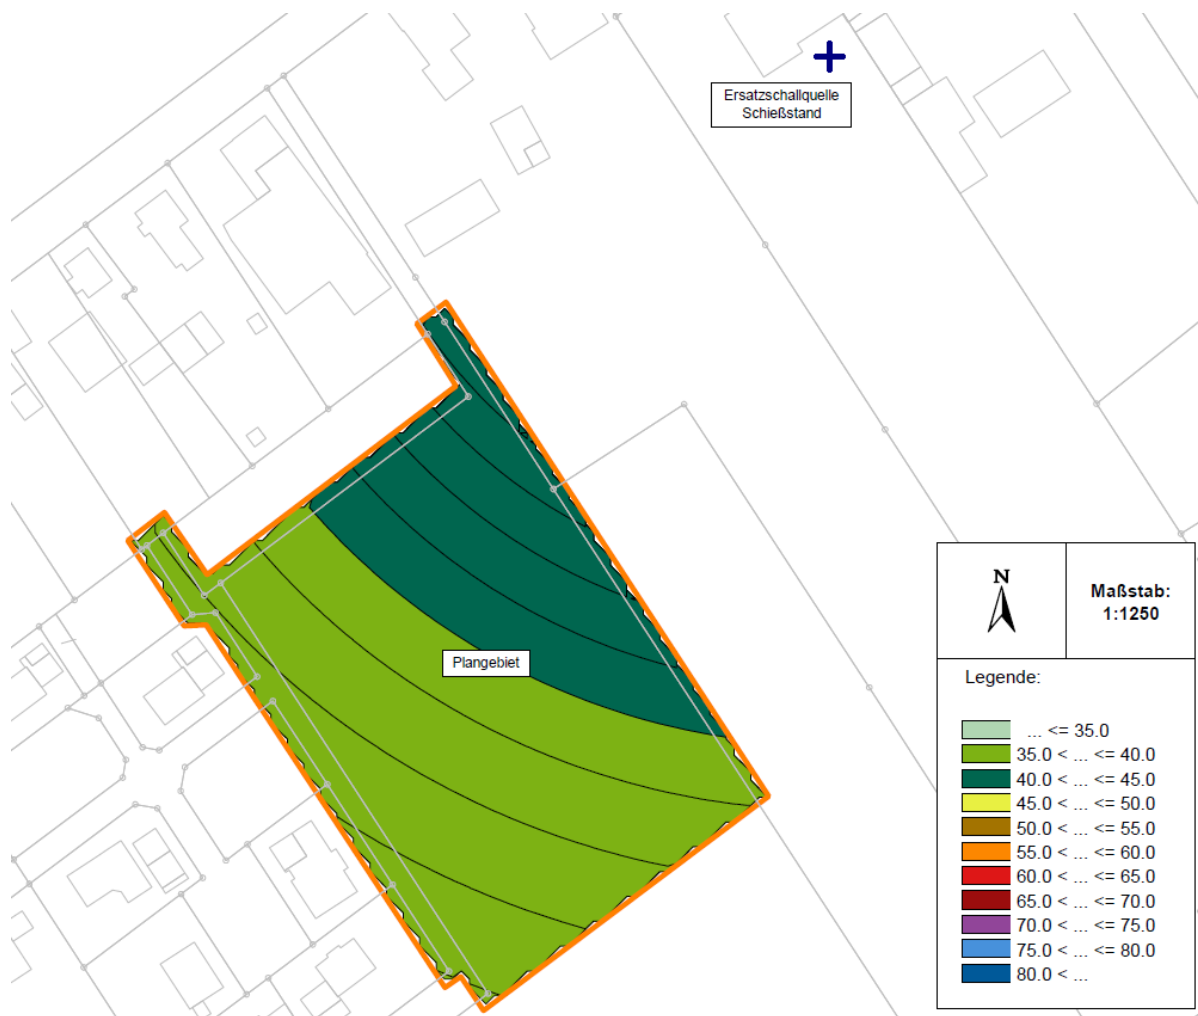 Ersatzschallquelle
Schießstand
Plangebiet
N
Maßstab:
1:1250
Legende:
... <= 35.0
35.0 < ... <= 40.0
40.0 < ... <= 45.0
45.0 < ... <= 50.0
50.0 < ... <= 55.0
55.0 < ... <= 60.0
60.0 < ... <= 65.0
65.0 < ... <= 70.0
70.0 < ... <= 75.0
75.0 < ... <= 80.0
80.0 < ...